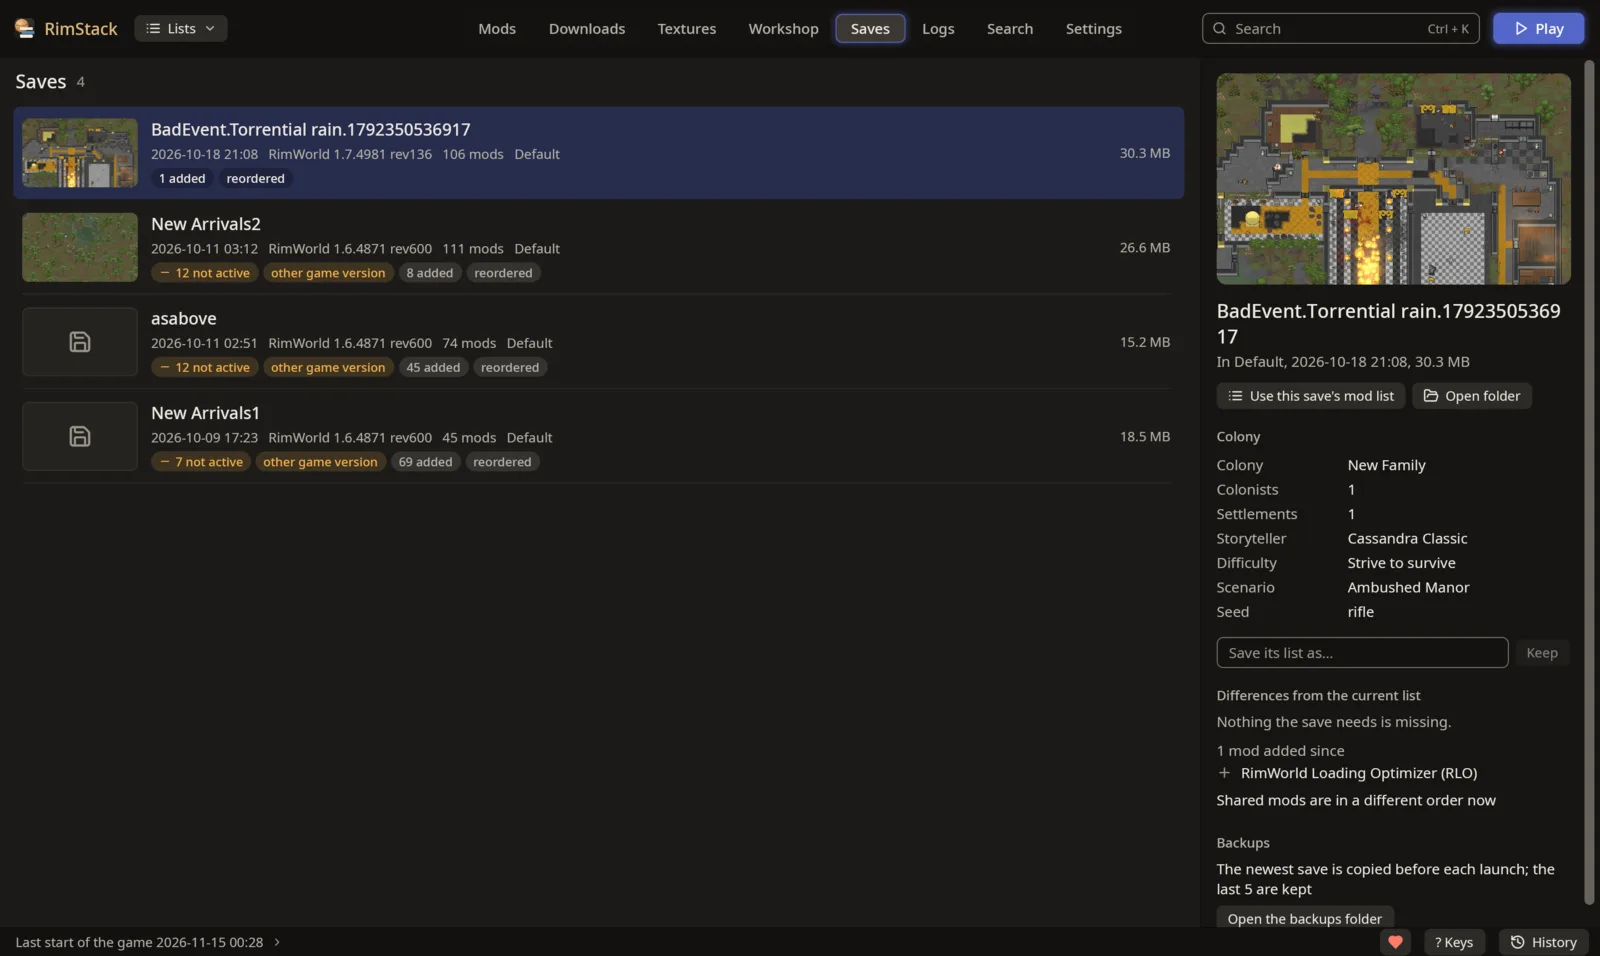 RimStack
Lists
Mods
Downloads
Textures
Workshop
Saves
Logs
Search
Settings
Search
Ctrl + K
Play
Saves 4
BadEvent.Torrential rain.1792350536917
2026-10-18 21:08 RimWorld 1.7.4981 rev136 106 mods Default
1 added reordered
30.3 MB
New Arrivals2
2026-10-11 03:12 RimWorld 1.6.4871 rev600 111 mods Default
− 12 not active other game version 8 added reordered
26.6 MB
asabove
2026-10-11 02:51 RimWorld 1.6.4871 rev600 74 mods Default
− 12 not active other game version 45 added reordered
15.2 MB
New Arrivals1
2026-10-09 17:23 RimWorld 1.6.4871 rev600 45 mods Default
− 7 not active other game version 69 added reordered
18.5 MB
BadEvent.Torrential rain.17923505369
17
In Default, 2026-10-18 21:08, 30.3 MB
Use this save's mod list
Open folder
Colony
Colony New Family
Colonists 1
Settlements 1
Storyteller Cassandra Classic
Difficulty Strive to survive
Scenario Ambushed Manor
Seed rifle
Save its list as...
Keep
Differences from the current list
Nothing the save needs is missing.
1 mod added since
+ RimWorld Loading Optimizer (RLO)
Shared mods are in a different order now
Backups
The newest save is copied before each launch; the
last 5 are kept
Open the backups folder
Last start of the game 2026-11-15 00:28
? Keys
History